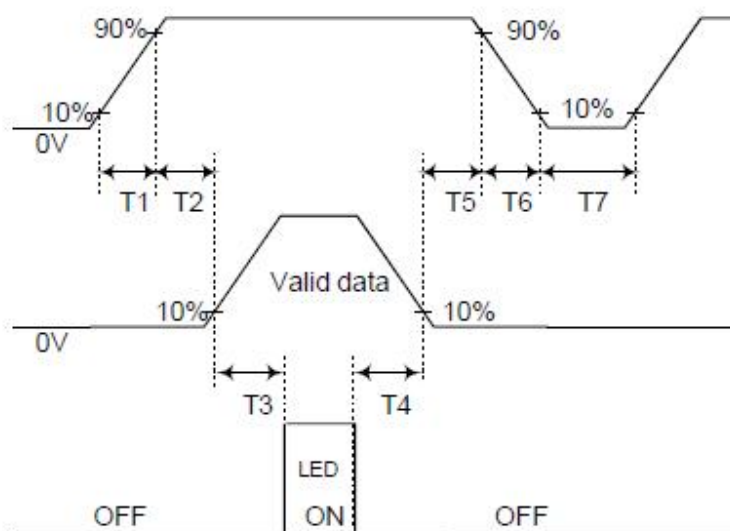 90%
90%
10%
10%
0V
T1
T2
T5
T6
T7
Valid data
10%
10%
0V
T3
T4
LED
OFF
ON
OFF